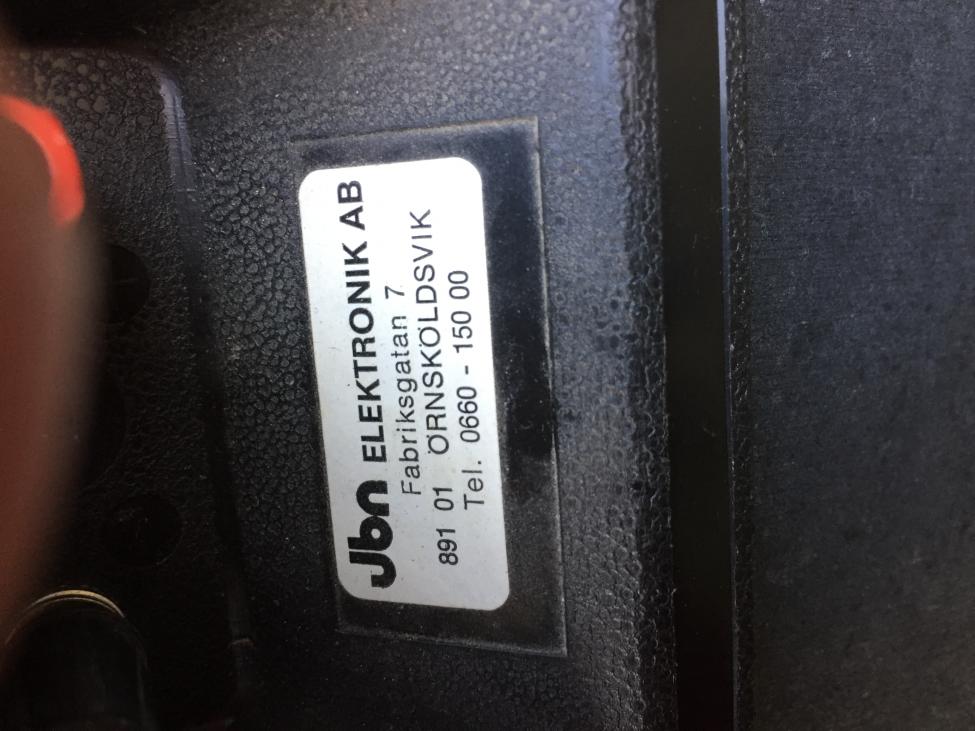 Jbn ELEKTRONIK AB
Fabriksgatan 7
891 01 ÖRNSKÖLDSVIK
Tel. 0660 - 150 00